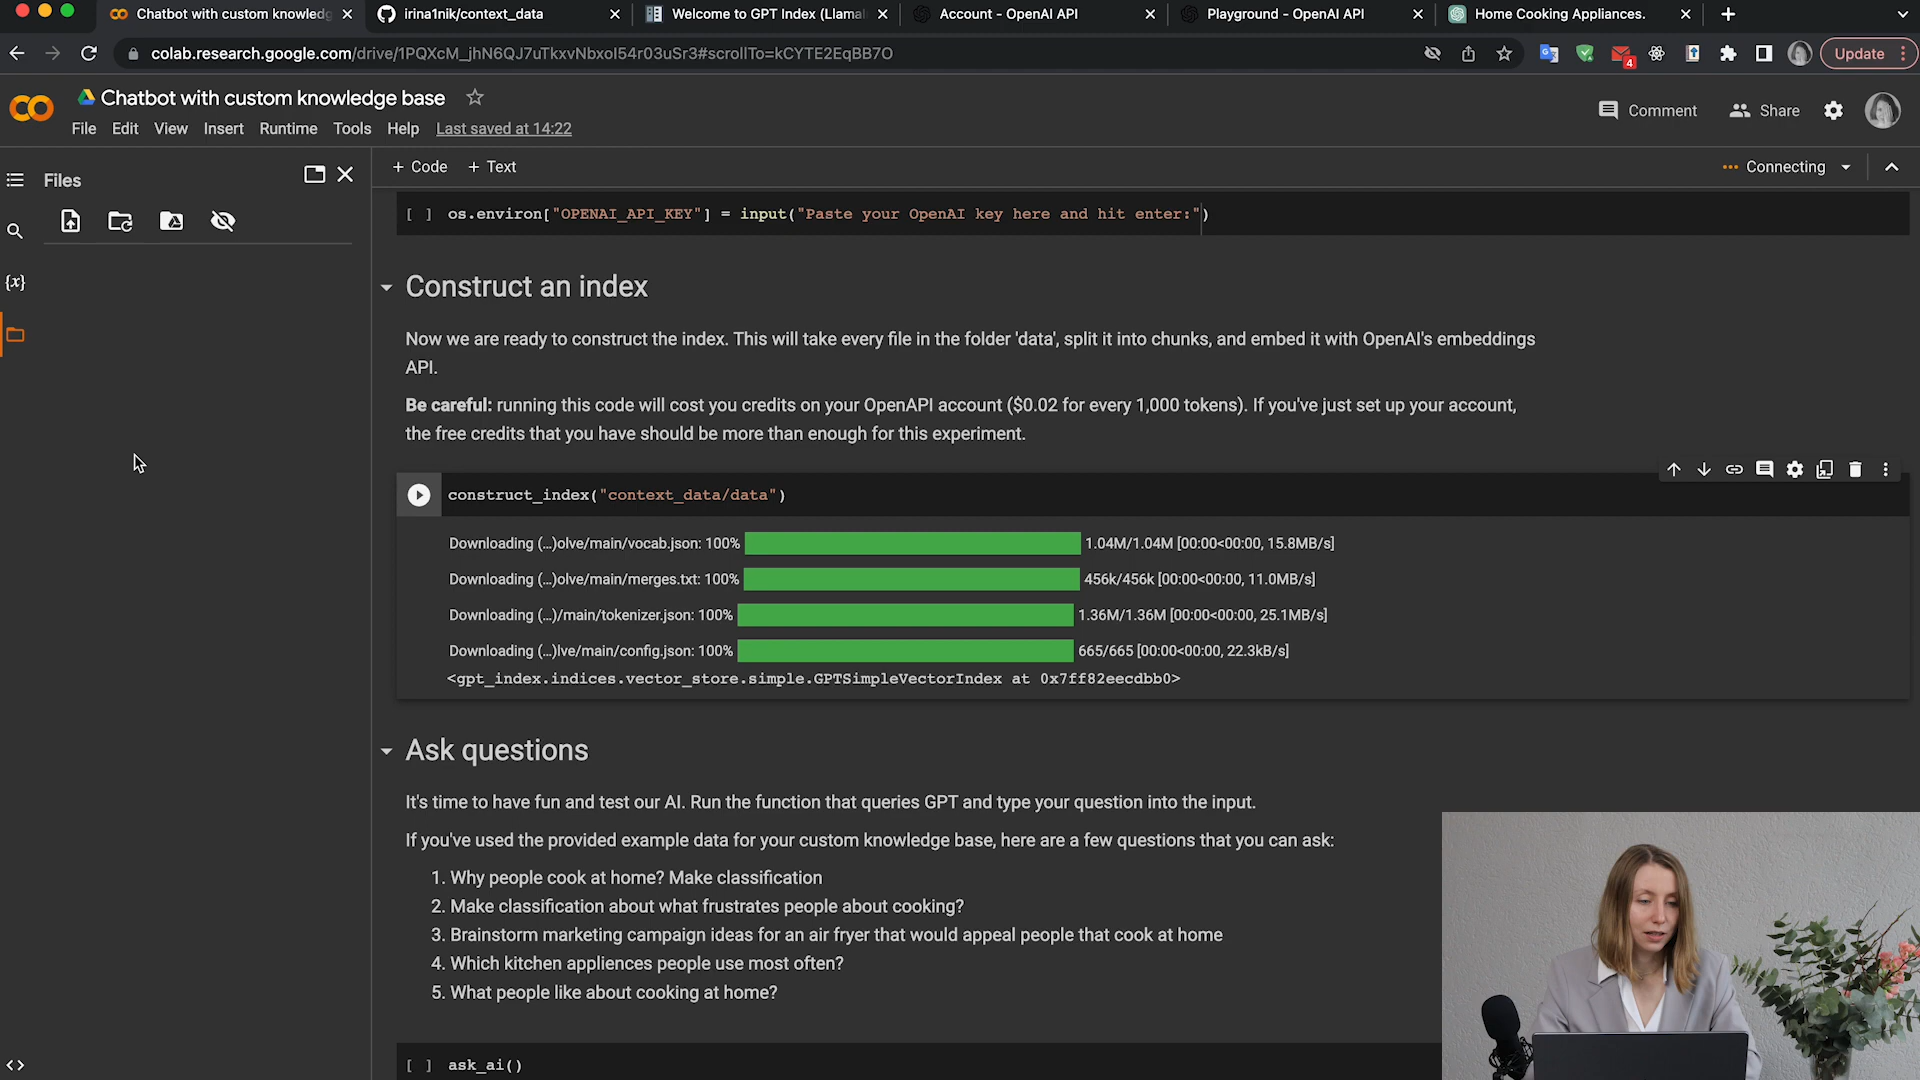 Chatbot with custom knowledg
irina1nik/context_data
Welcome to GPT Index (Llamal
Account - OpenAI API
Playground - OpenAI API
Home Cooking Appliances.
colab.research.google.com/drive/1PQXcM_jhN6QJ7uTkxvNbxol54r03uSr3#scrollTo=kCYTE2EqBB7O
4
Update
Chatbot with custom knowledge base
Comment
Share
File
Edit
View
Insert
Runtime
Tools
Help
Last saved at 14:22
Files
+ Code
+ Text
Connecting
{x}
[ ] os.environ["OPENAI_API_KEY"] = input("Paste your OpenAI key here and hit enter:")
Construct an index
Now we are ready to construct the index. This will take every file in the folder 'data', split it into chunks, and embed it with OpenAI's embeddings
API.
Be careful: running this code will cost you credits on your OpenAPI account ($0.02 for every 1,000 tokens). If you've just set up your account,
the free credits that you have should be more than enough for this experiment.
construct_index("context_data/data")
Downloading (…)olve/main/vocab.json: 100% 1.04M/1.04M [00:00<00:00, 15.8MB/s]
Downloading (…)olve/main/merges.txt: 100% 456k/456k [00:00<00:00, 11.0MB/s]
Downloading (…)/main/tokenizer.json: 100% 1.36M/1.36M [00:00<00:00, 25.1MB/s]
Downloading (…)lve/main/config.json: 100% 665/665 [00:00<00:00, 22.3kB/s]
<gpt_index.indices.vector_store.simple.GPTSimpleVectorIndex at 0x7ff82eecdbb0>
Ask questions
It's time to have fun and test our AI. Run the function that queries GPT and type your question into the input.
If you've used the provided example data for your custom knowledge base, here are a few questions that you can ask:
1. Why people cook at home? Make classification
2. Make classification about what frustrates people about cooking?
3. Brainstorm marketing campaign ideas for an air fryer that would appeal people that cook at home
4. Which kitchen appliences people use most often?
5. What people like about cooking at home?
[ ] ask_ai()